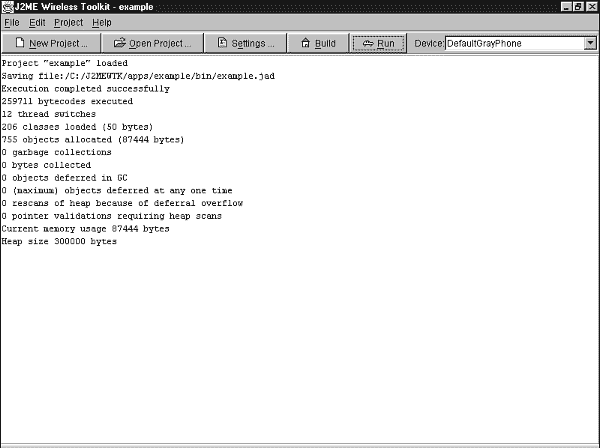 J2ME Wireless Toolkit - example
File Edit Project Help
New Project ... Open Project ... Settings ... Build Run Device: DefaultGrayPhone
Project "example" loaded
Saving file:/C:/J2MEWTK/apps/example/bin/example.jad
Execution completed successfully
259711 bytecodes executed
12 thread switches
206 classes loaded (50 bytes)
755 objects allocated (87444 bytes)
0 garbage collections
0 bytes collected
0 objects deferred in GC
0 (maximum) objects deferred at any one time
0 rescans of heap because of deferral overflow
0 pointer validations requiring heap scans
Current memory usage 87444 bytes
Heap size 300000 bytes